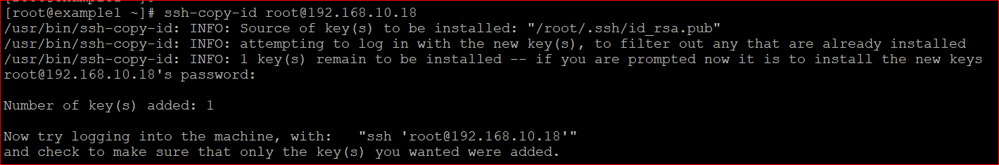 [root@example1 ~]# ssh-copy-id root@192.168.10.18
/usr/bin/ssh-copy-id: INFO: Source of key(s) to be installed: "/root/.ssh/id_rsa.pub"
/usr/bin/ssh-copy-id: INFO: attempting to log in with the new key(s), to filter out any that are already installed
/usr/bin/ssh-copy-id: INFO: 1 key(s) remain to be installed -- if you are prompted now it is to install the new keys
root@192.168.10.18's password:
Number of key(s) added: 1
Now try logging into the machine, with:   "ssh 'root@192.168.10.18'"
and check to make sure that only the key(s) you wanted were added.